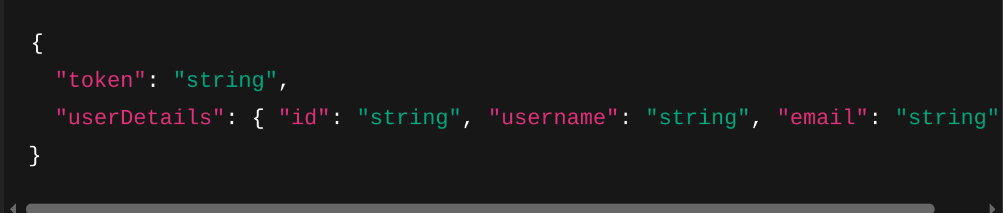 {
"token": "string",
"userDetails": { "id": "string", "username": "string", "email": "string"
}